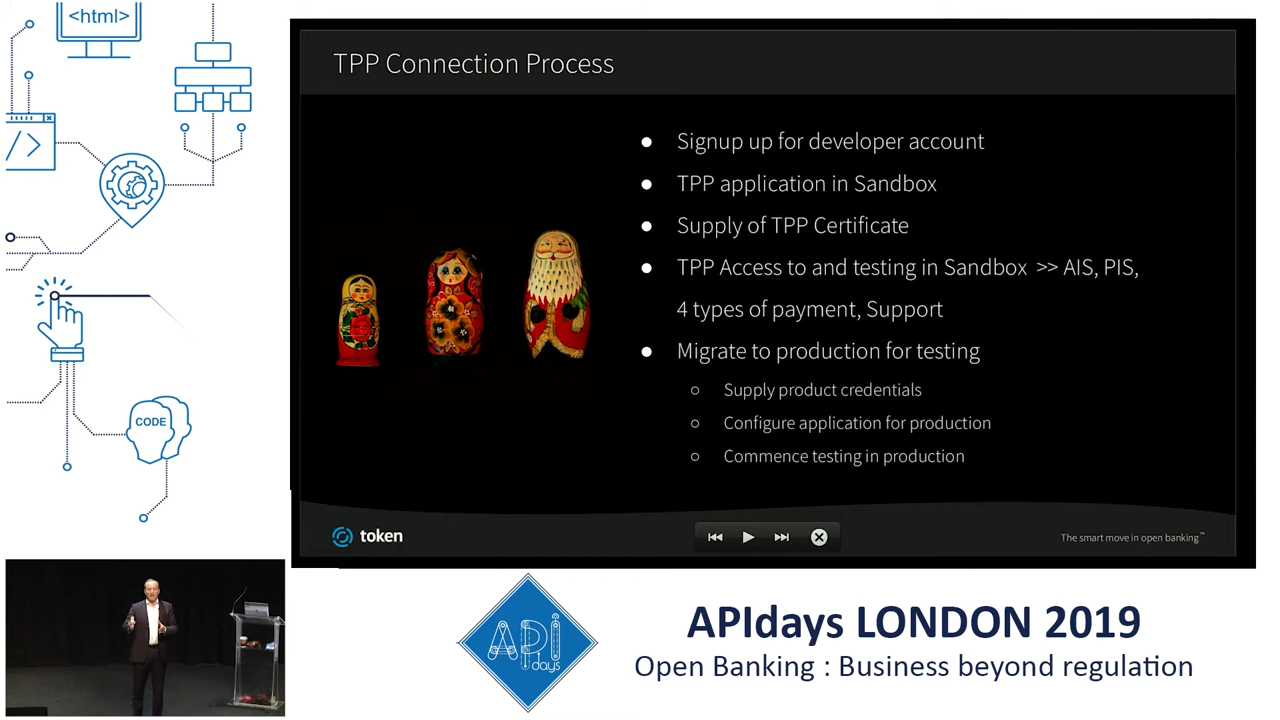 <html>
</>
CODE
TPP Connection Process
● Signup up for developer account
● TPP application in Sandbox
● Supply of TPP Certificate
● TPP Access to and testing in Sandbox >> AIS, PIS,
4 types of payment, Support
● Migrate to production for testing
○ Supply product credentials
○ Configure application for production
○ Commence testing in production
token
The smart move in open banking™
API
days
APIdays LONDON 2019
Open Banking : Business beyond regulation